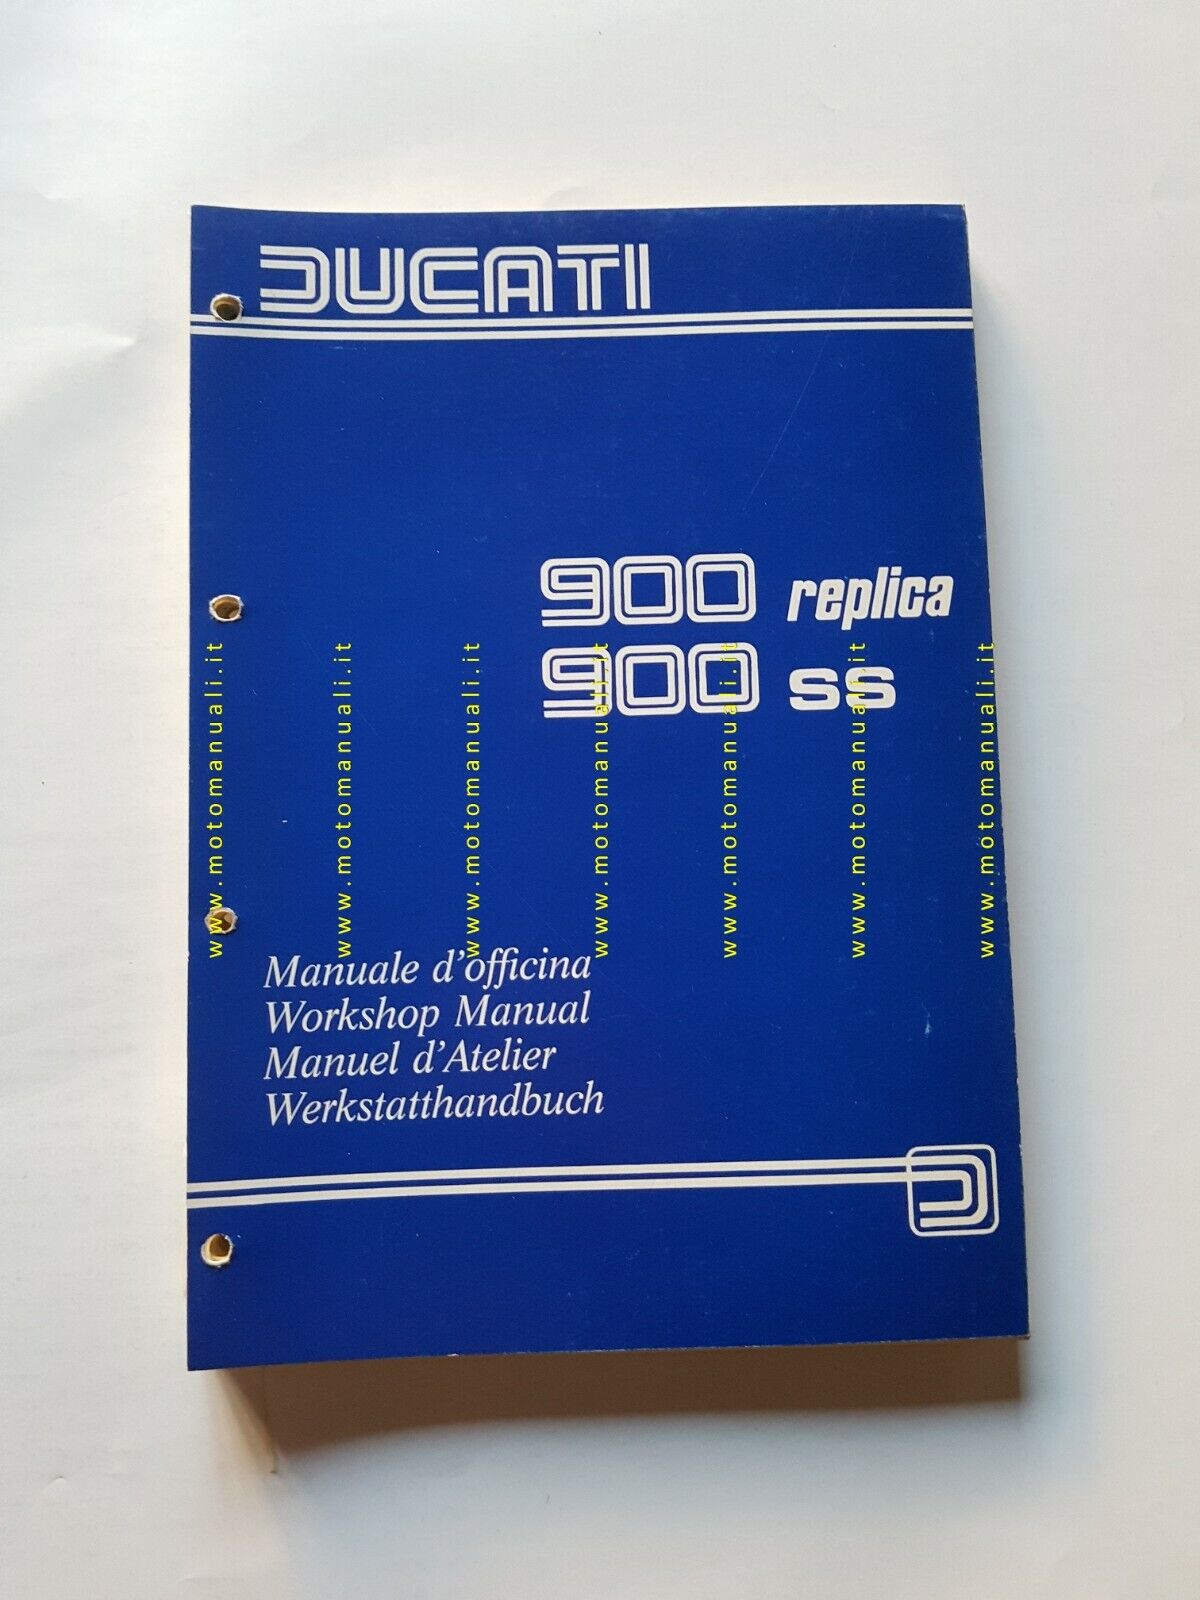 DUCATI
900 replica
900 SS
www.motomanuali.it www.motomanuali.it www.motomanuali.it www.motomanuali.it www.motomanuali.it www.motomanuali.it www.motomanuali.it
Manuale d'officina
Workshop Manual
Manuel d'Atelier
Werkstatthandbuch
D